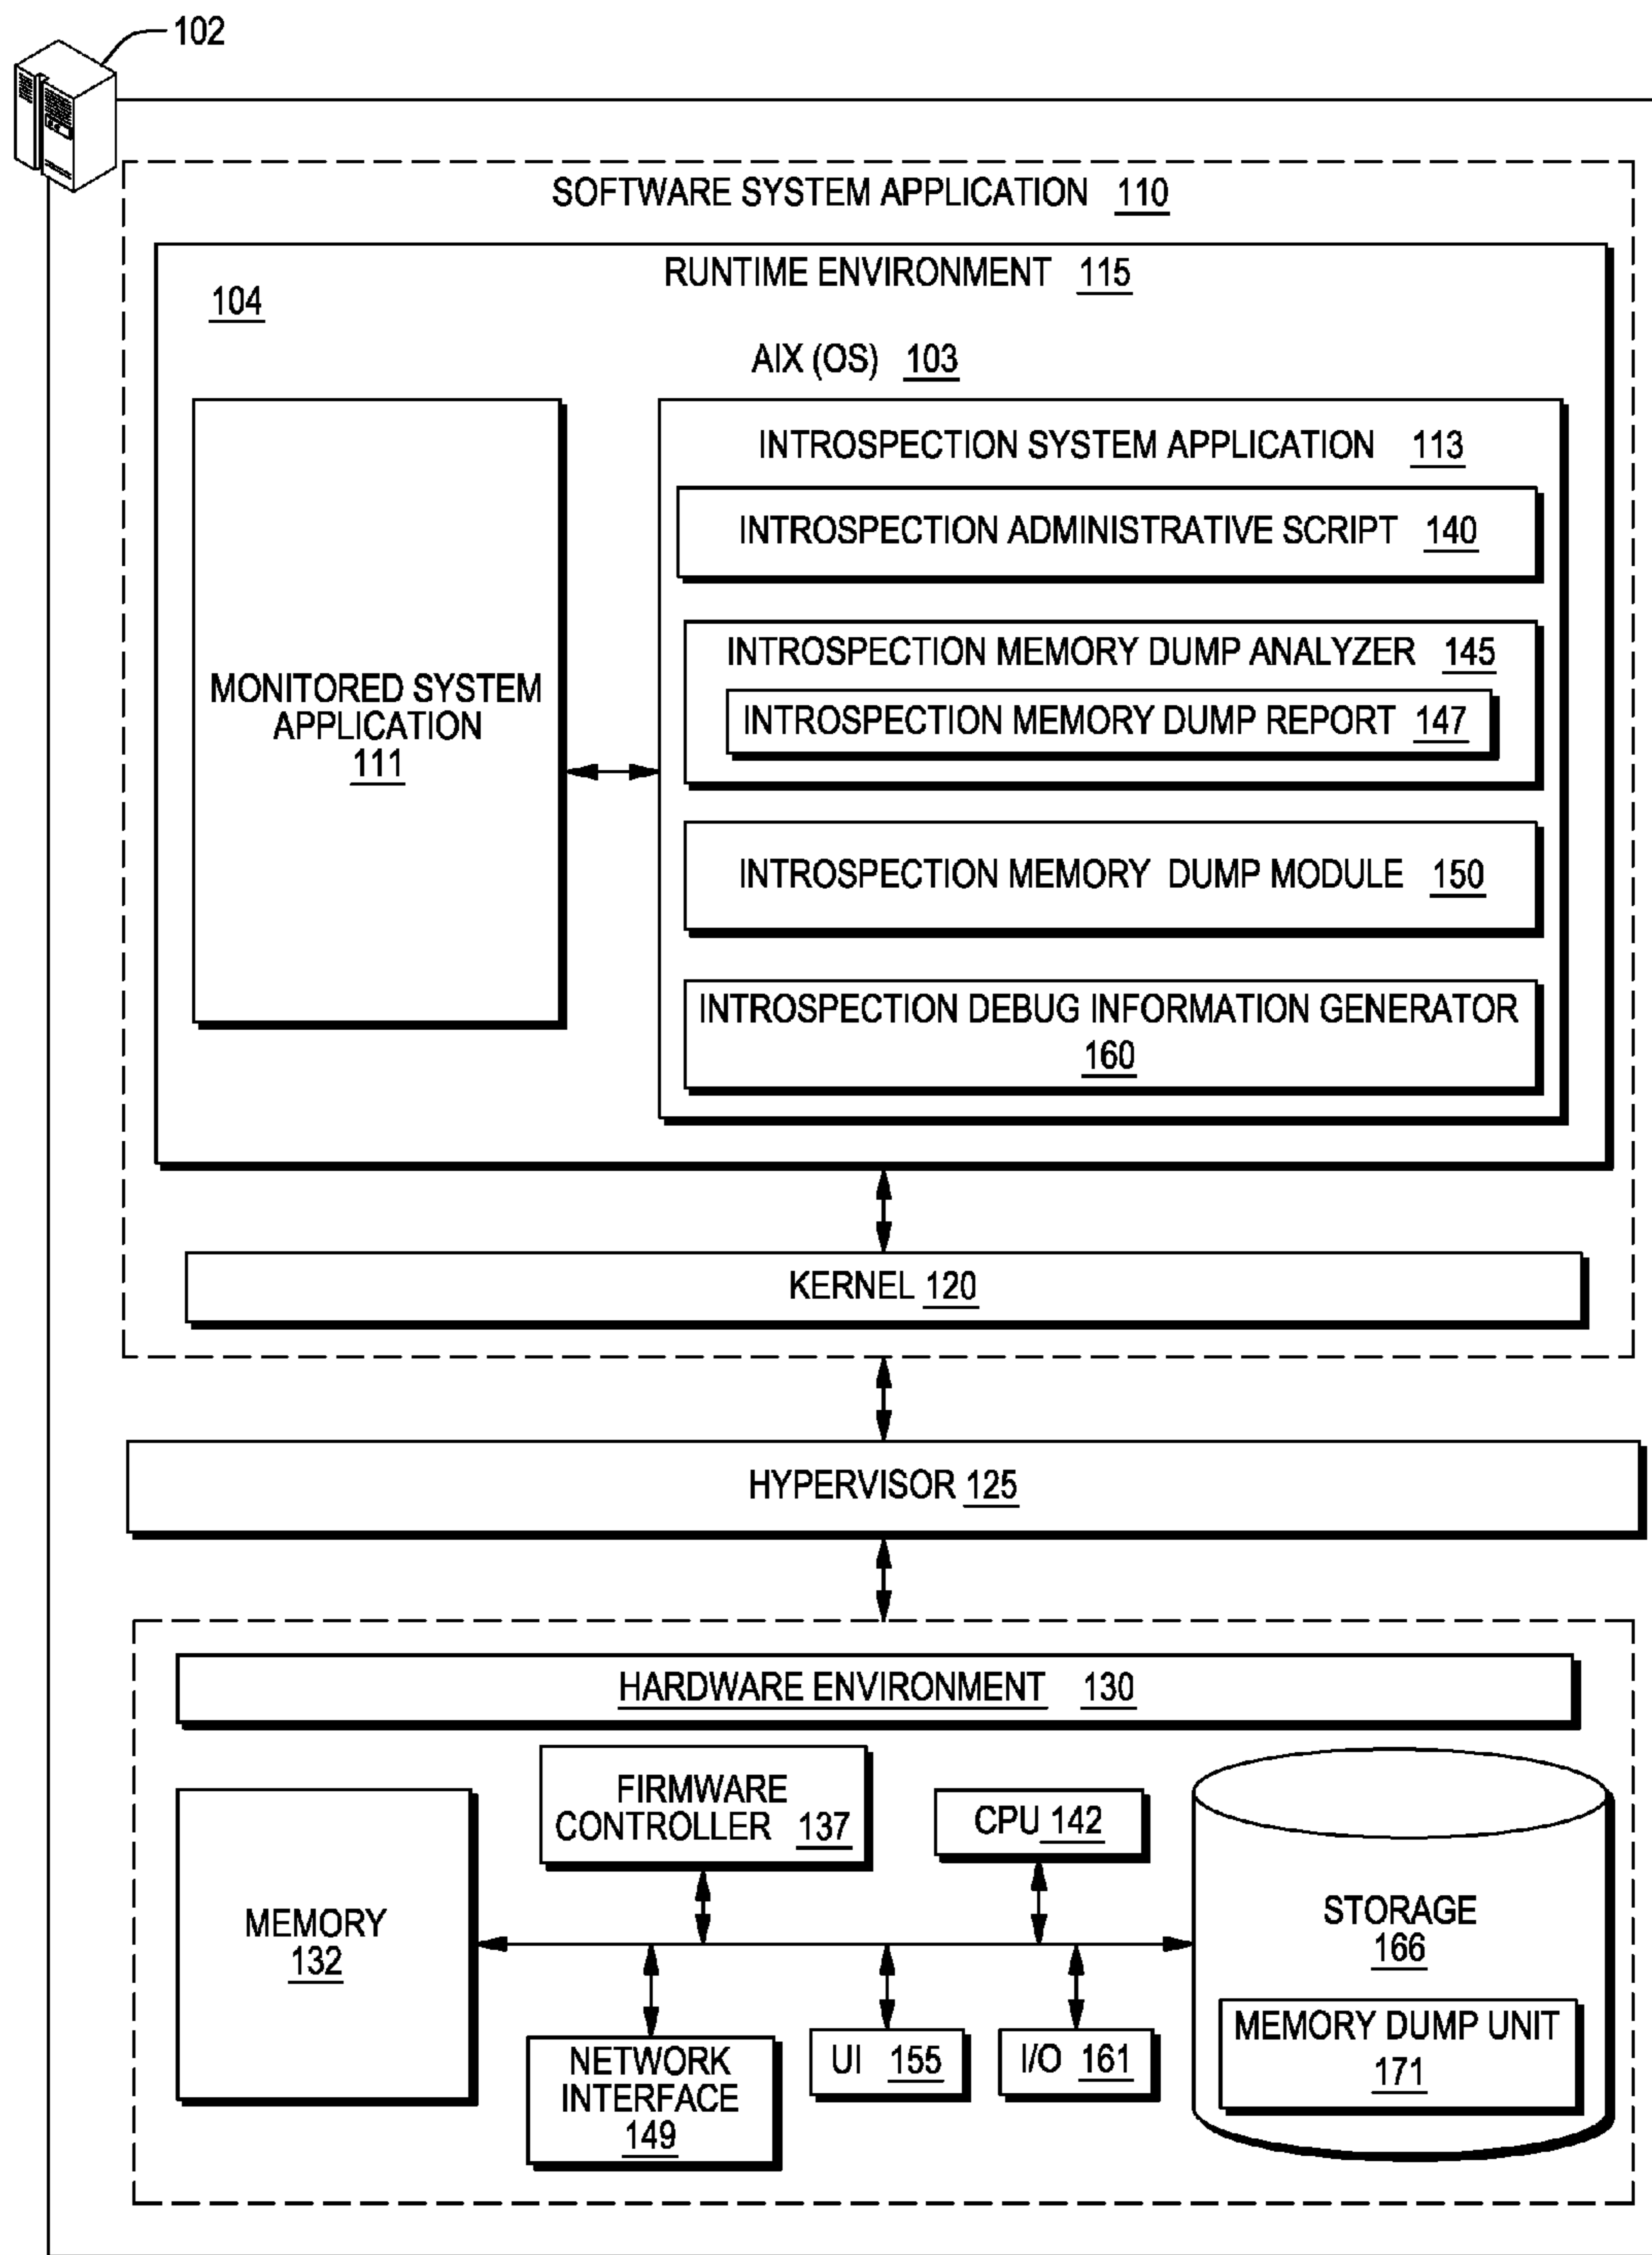 102
SOFTWARE SYSTEM APPLICATION 110
RUNTIME ENVIRONMENT 115
104
AIX (OS) 103
MONITORED SYSTEM
APPLICATION
111
INTROSPECTION SYSTEM APPLICATION 113
INTROSPECTION ADMINISTRATIVE SCRIPT 140
INTROSPECTION MEMORY DUMP ANALYZER 145
INTROSPECTION MEMORY DUMP REPORT 147
INTROSPECTION MEMORY DUMP MODULE 150
INTROSPECTION DEBUG INFORMATION GENERATOR
160
KERNEL 120
HYPERVISOR 125
HARDWARE ENVIRONMENT 130
MEMORY
132
FIRMWARE
CONTROLLER 137
CPU 142
NETWORK
INTERFACE
149
UI 155
I/O 161
STORAGE
166
MEMORY DUMP UNIT
171